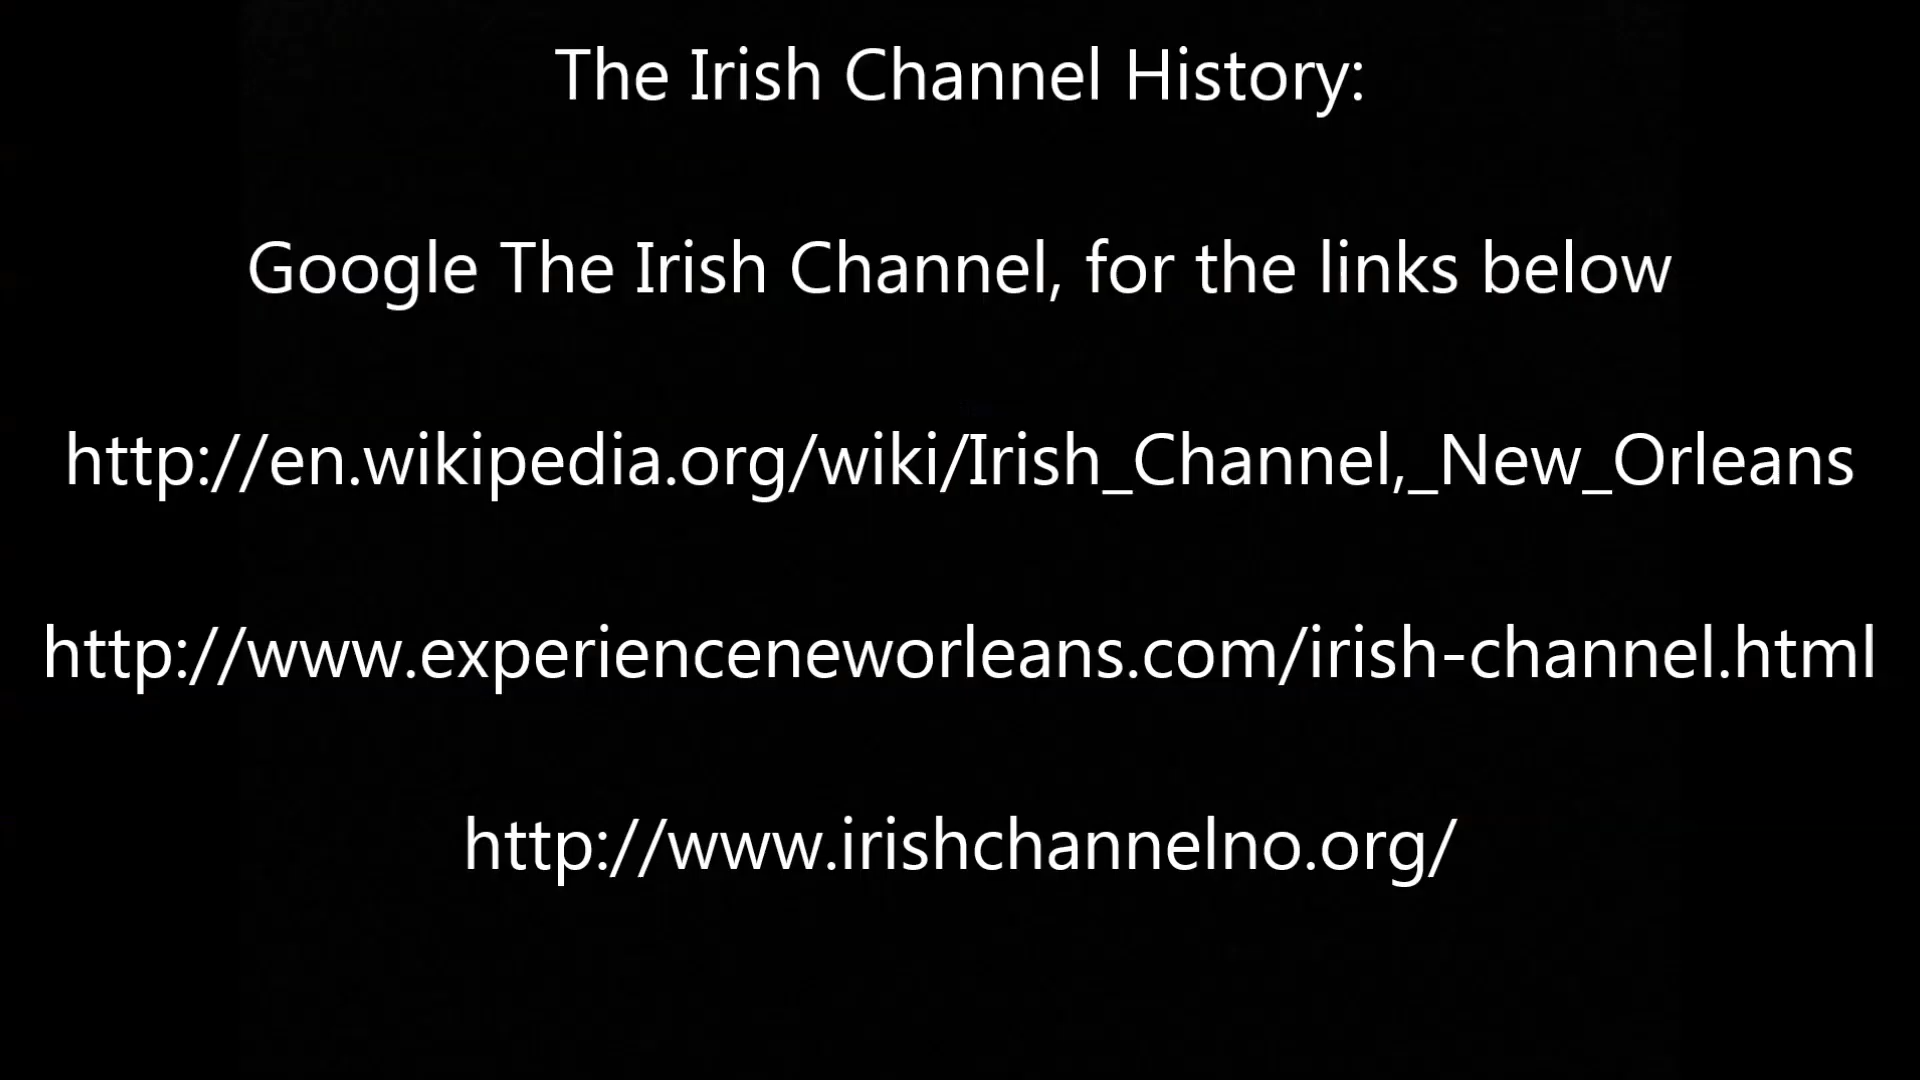 The Irish Channel History:
Google The Irish Channel, for the links below
http://en.wikipedia.org/wiki/Irish_Channel,_New_Orleans
http://www.experienceneworleans.com/irish-channel.html
http://www.irishchannelno.org/